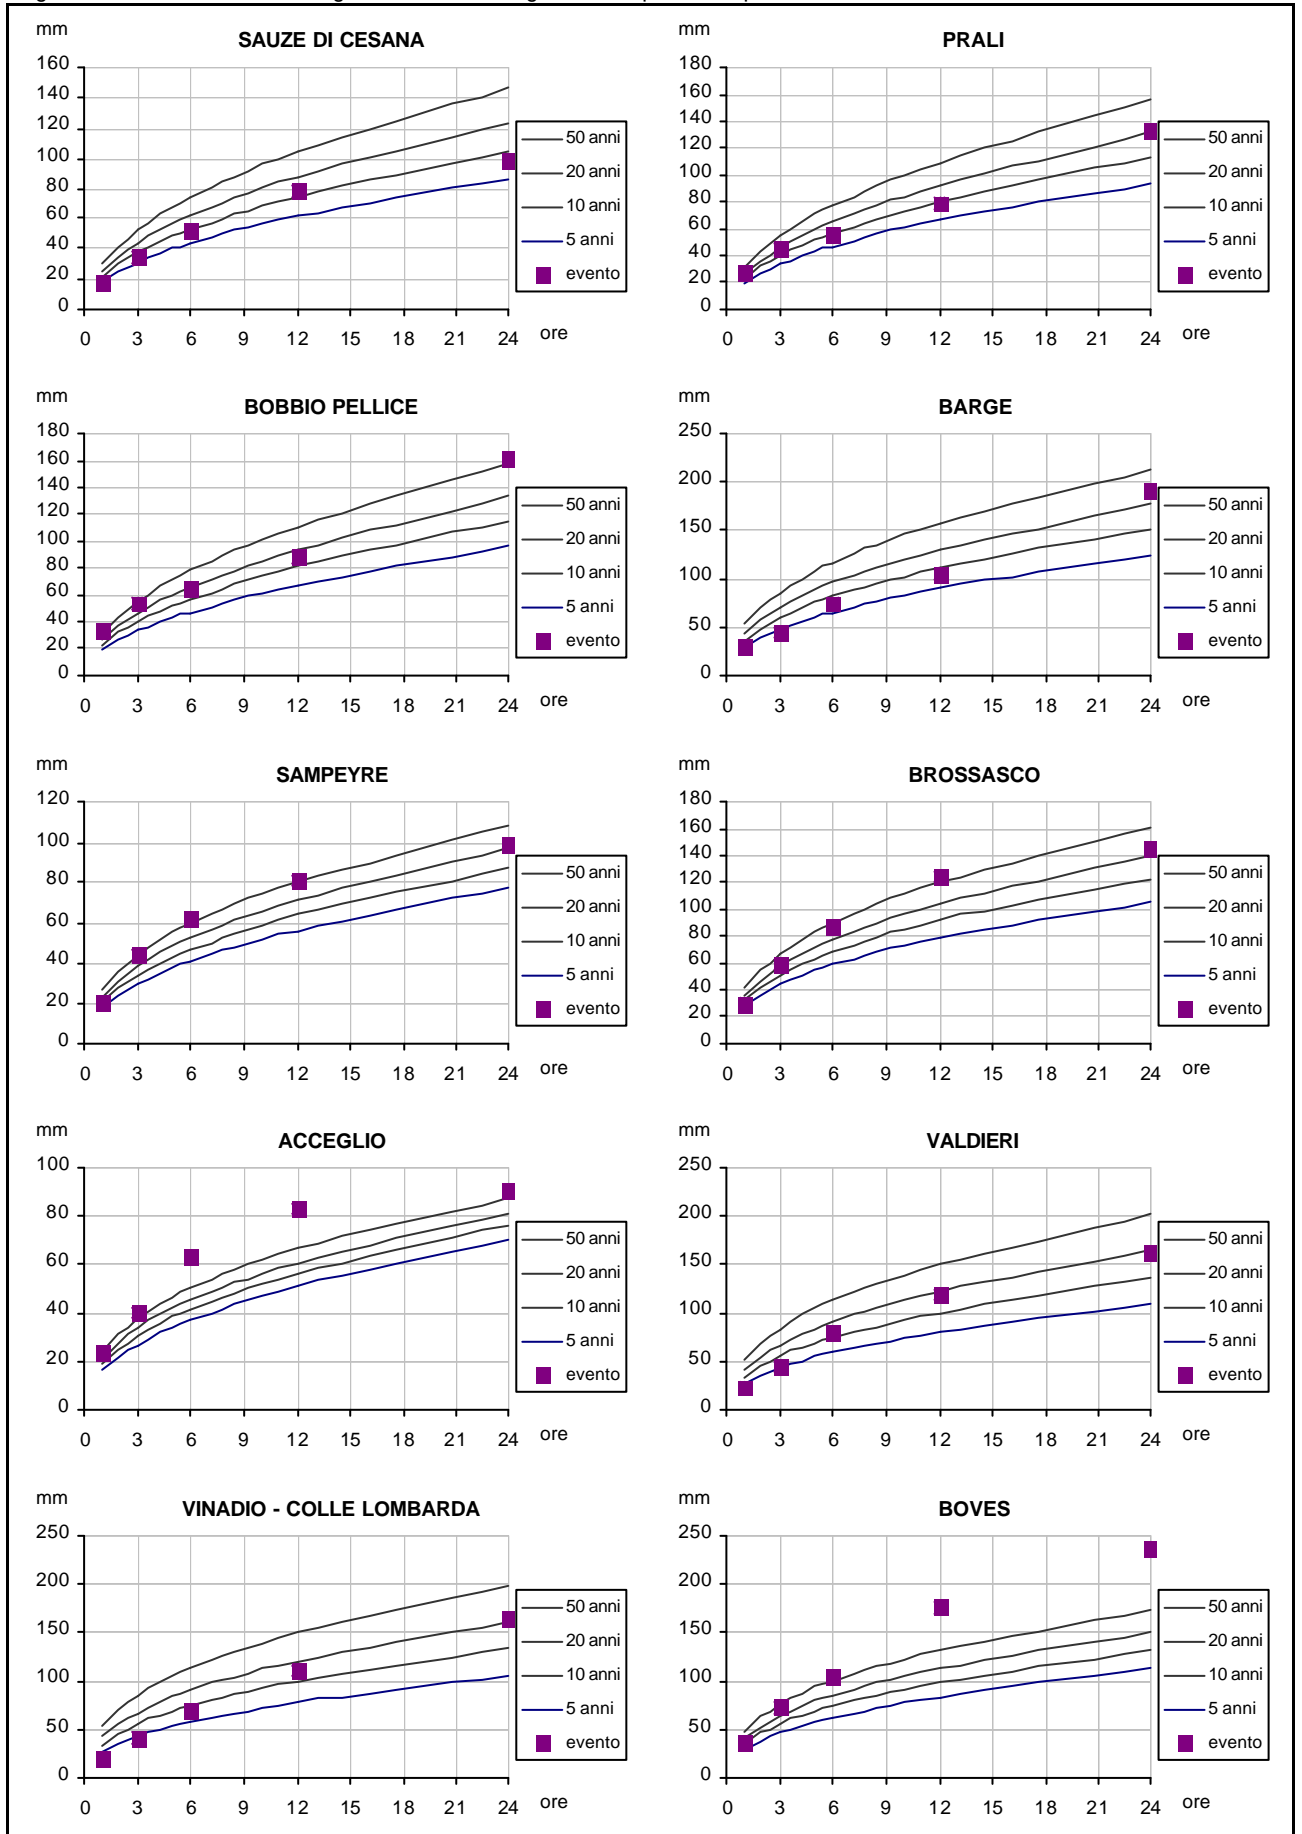 mm
SAUZE DI CESANA
160
140
120
100
80
60
40
20
0
0 3 6 9 12 15 18 21 24 ore
50 anni
20 anni
10 anni
5 anni
evento
mm
PRALI
180
160
140
120
100
80
60
40
20
0
0 3 6 9 12 15 18 21 24 ore
50 anni
20 anni
10 anni
5 anni
evento
mm
BOBBIO PELLICE
180
160
140
120
100
80
60
40
20
0
0 3 6 9 12 15 18 21 24 ore
50 anni
20 anni
10 anni
5 anni
evento
mm
BARGE
250
200
150
100
50
0
0 3 6 9 12 15 18 21 24 ore
50 anni
20 anni
10 anni
5 anni
evento
mm
SAMPEYRE
120
100
80
60
40
20
0
0 3 6 9 12 15 18 21 24 ore
50 anni
20 anni
10 anni
5 anni
evento
mm
BROSSASCO
180
160
140
120
100
80
60
40
20
0
0 3 6 9 12 15 18 21 24 ore
50 anni
20 anni
10 anni
5 anni
evento
mm
ACCEGLIO
100
80
60
40
20
0
0 3 6 9 12 15 18 21 24 ore
50 anni
20 anni
10 anni
5 anni
evento
mm
VALDIERI
250
200
150
100
50
0
0 3 6 9 12 15 18 21 24 ore
50 anni
20 anni
10 anni
5 anni
evento
mm
VINADIO - COLLE LOMBARDA
250
200
150
100
50
0
0 3 6 9 12 15 18 21 24 ore
50 anni
20 anni
10 anni
5 anni
evento
mm
BOVES
250
200
150
100
50
0
0 3 6 9 12 15 18 21 24 ore
50 anni
20 anni
10 anni
5 anni
evento